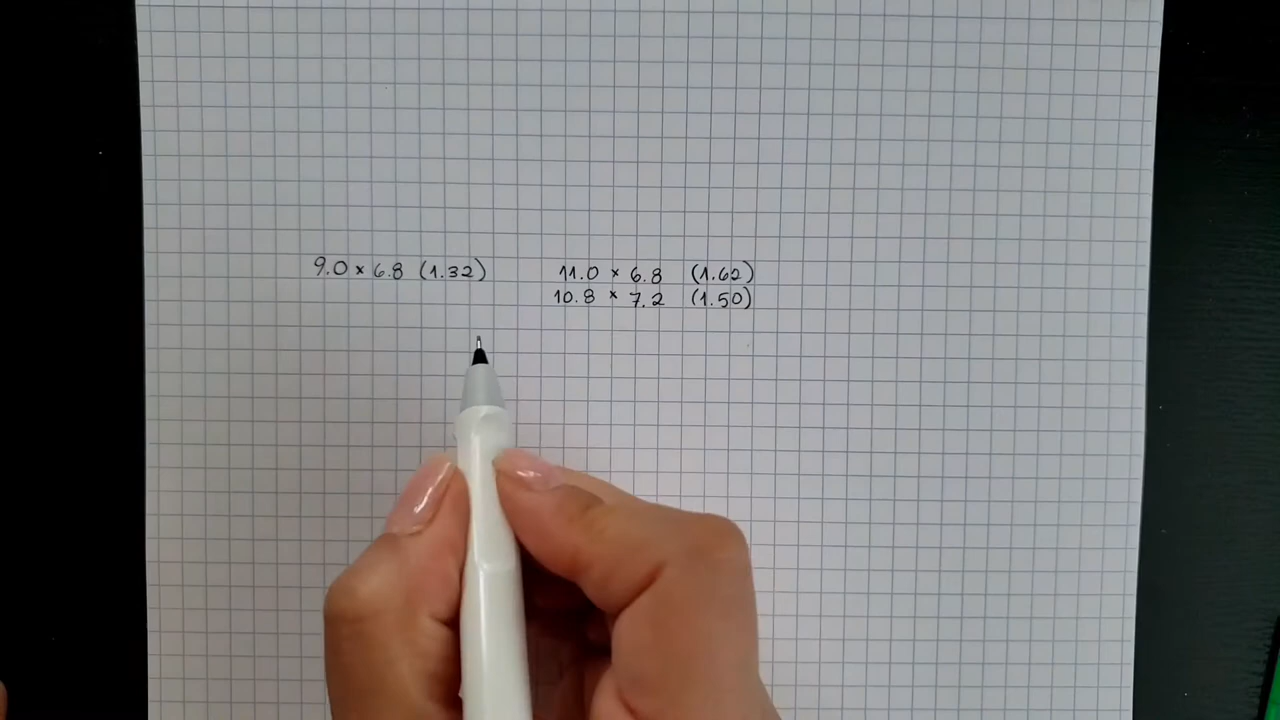 9.0 × 6.8 (1.32)
11.0 × 6.8 (1.62)
10.8 × 7.2 (1.50)